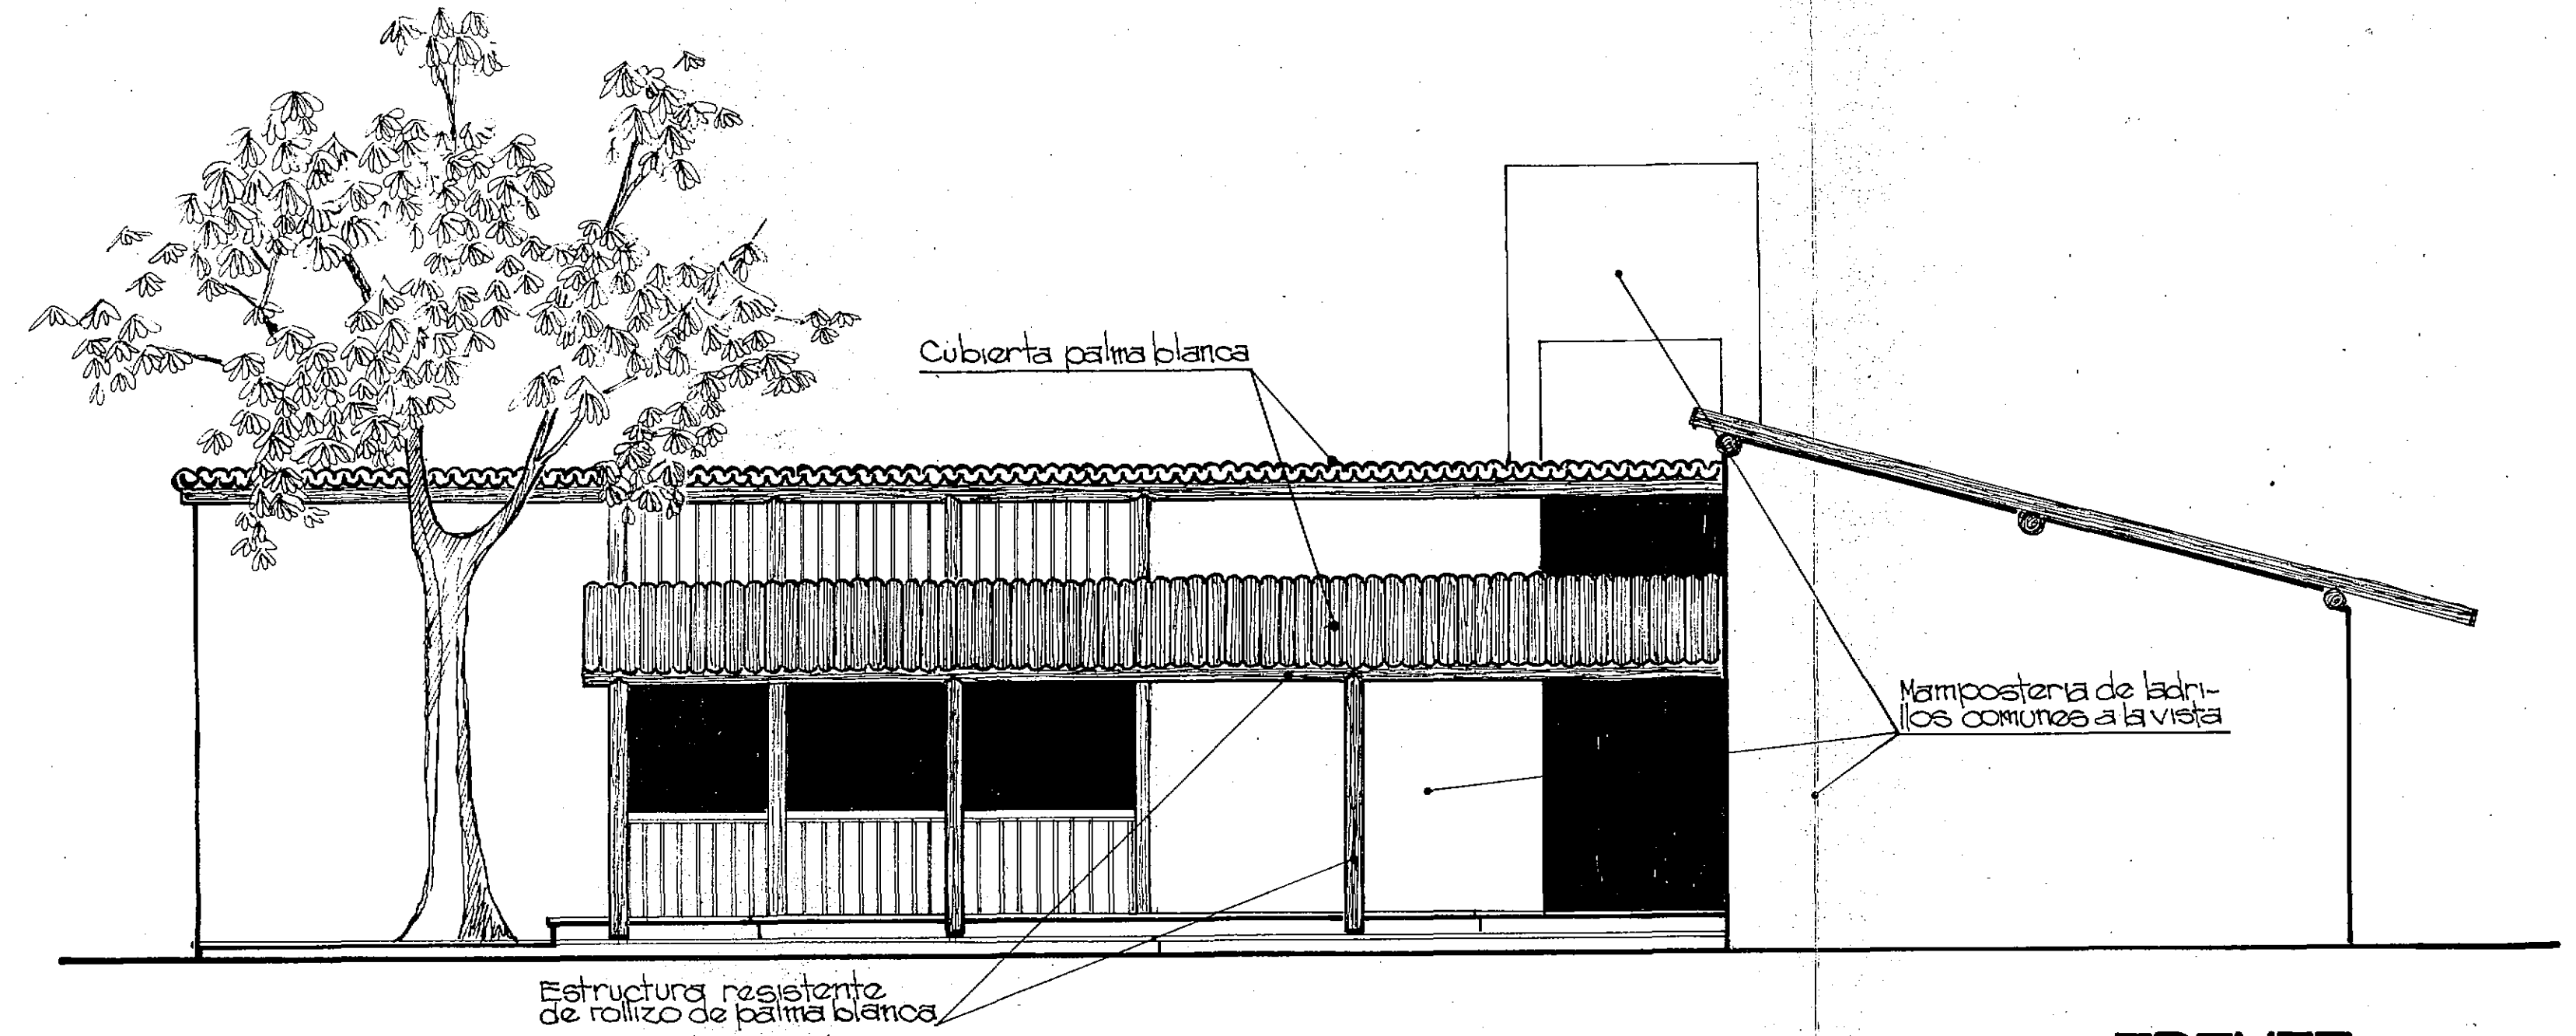 Cubierta palma blanca
Mamposteria de ladri-
llos comunes a la vista
Estructura resistente
de rollizo de palma blanca